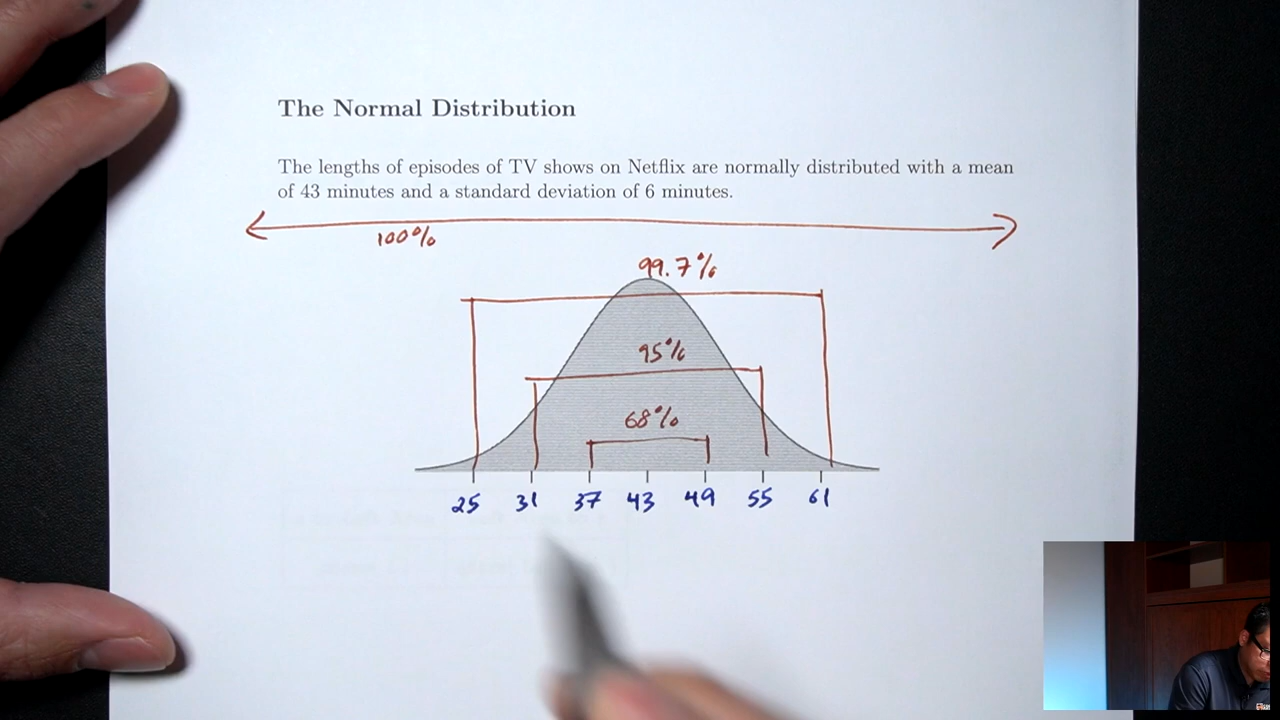 The Normal Distribution
The lengths of episodes of TV shows on Netflix are normally distributed with a mean
of 43 minutes and a standard deviation of 6 minutes.
100%
99.7%
95%
68%
25 31 37 43 49 55 61